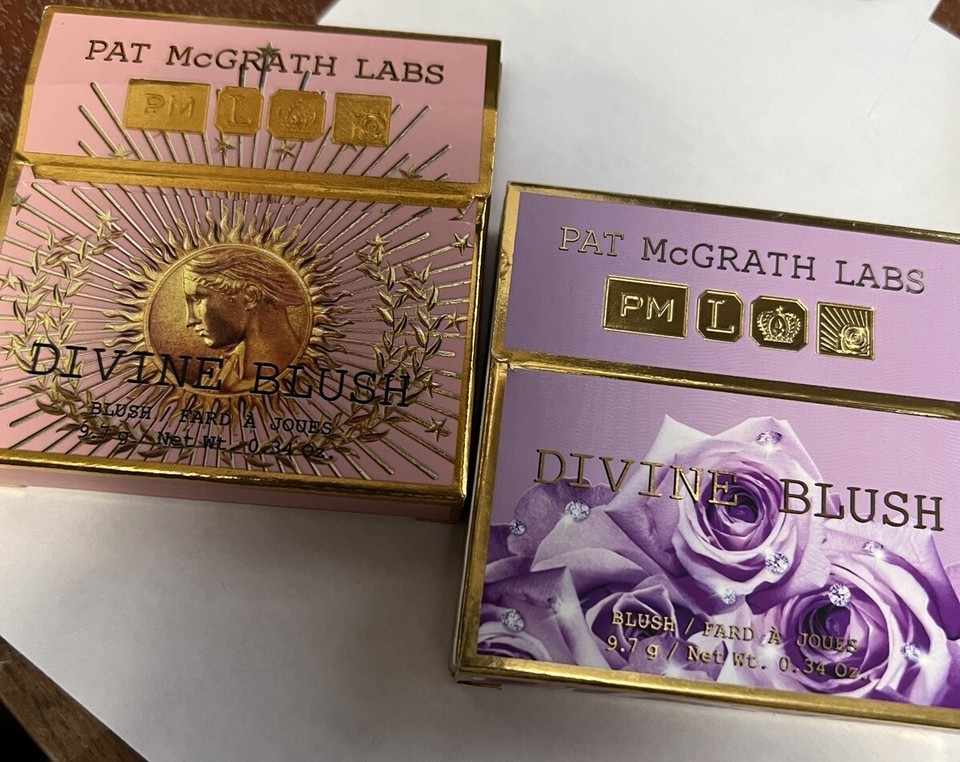 PAT McGRATH LABS
PM L
DIVINE BLUSH
BLUSH / FARD À JOUES
9.7 g / Net Wt. 0.34 Oz.
PAT McGRATH LABS
PM L
DIVINE BLUSH
BLUSH / FARD À JOUES
9.7 g / Net Wt. 0.34 Oz.